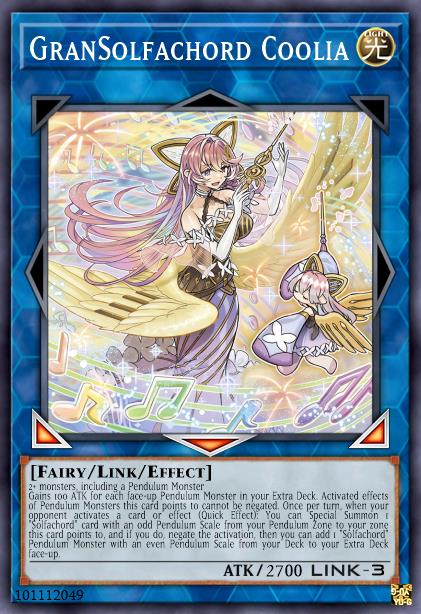 GranSolfachord Coolia
LIGHT
光
[Fairy/Link/Effect]
2+ monsters, including a Pendulum Monster
Gains 100 ATK for each face-up Pendulum Monster in your Extra Deck. Activated effects
of Pendulum Monsters this card points to cannot be negated. Once per turn, when your
opponent activates a card or effect (Quick Effect): You can Special Summon 1
"Solfachord" card with an odd Pendulum Scale from your Pendulum Zone to your zone
this card points to, and if you do, negate the activation, then you can add 1 "Solfachord"
Pendulum Monster with an even Pendulum Scale from your Deck to your Extra Deck
face-up.
ATK/2700 LINK-3
101112049